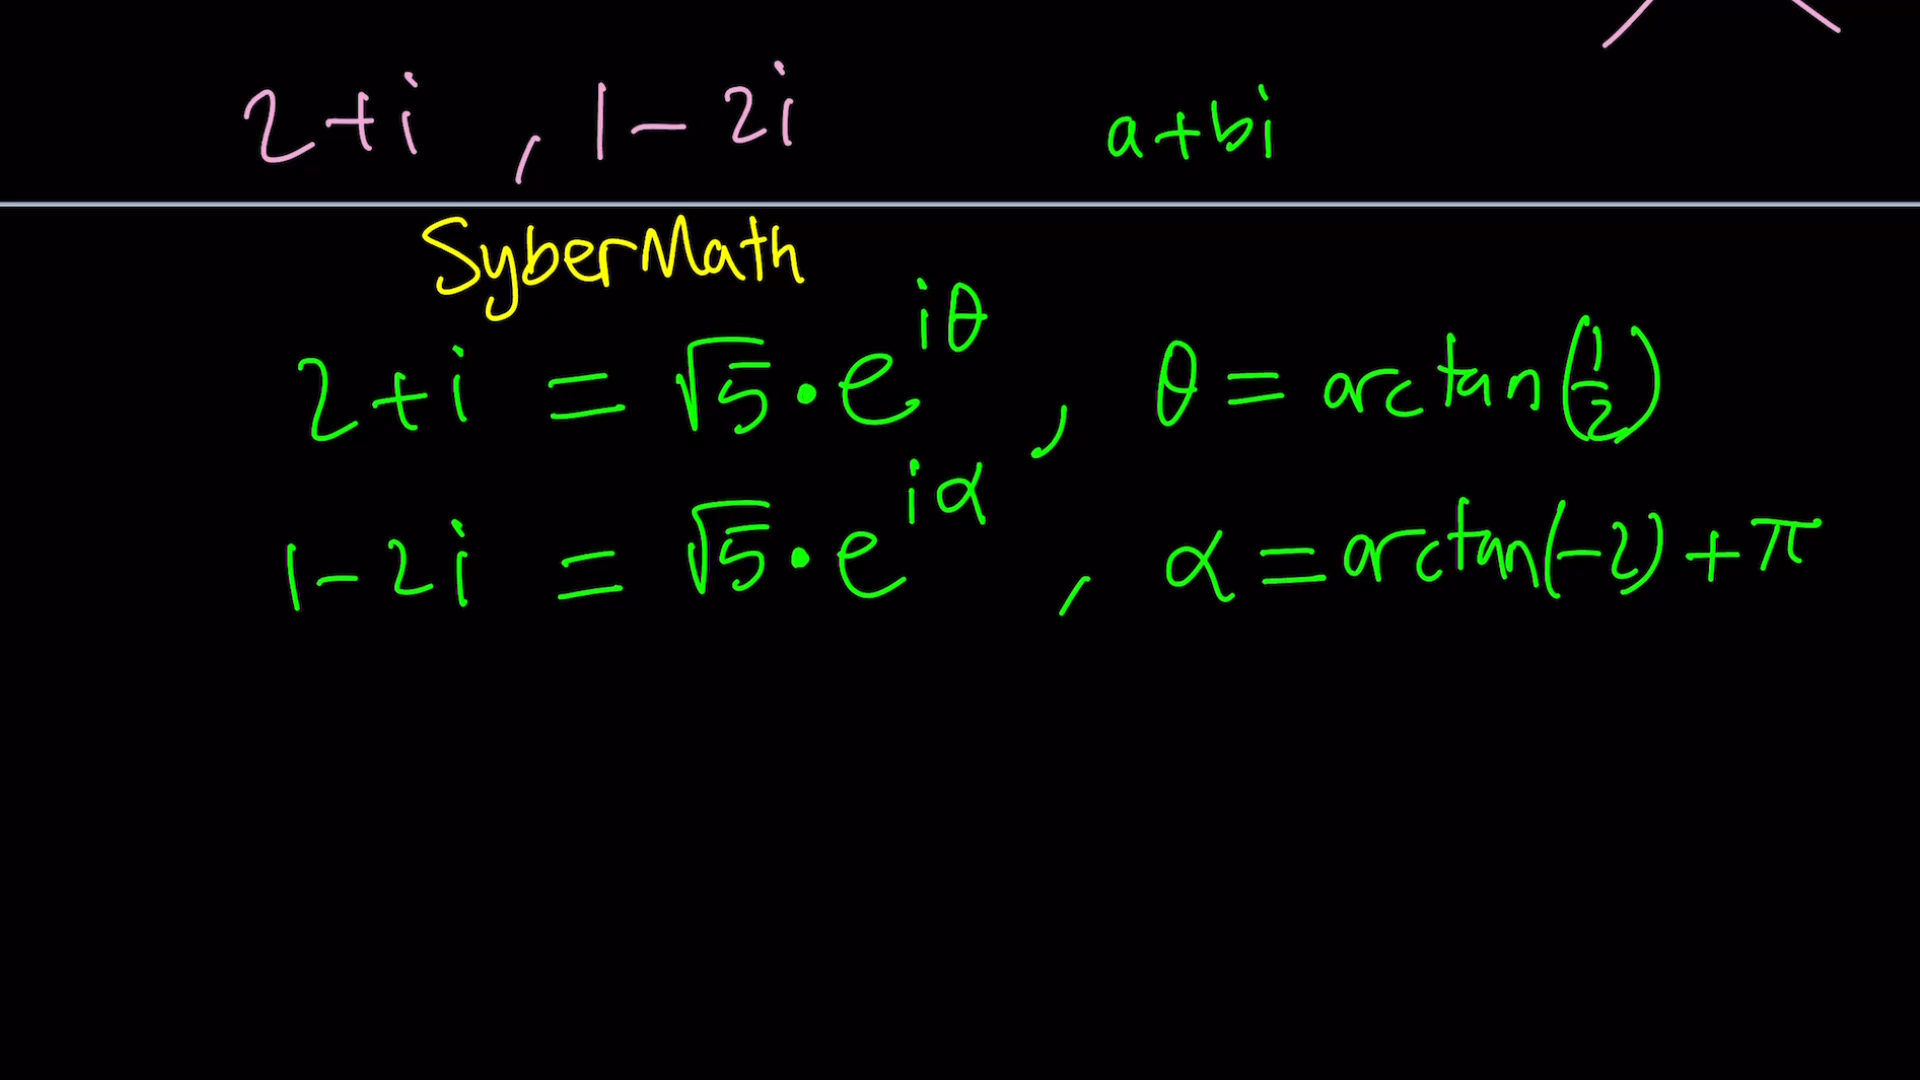 2+i , 1-2i a+bi
SyberMath
2+i = √5·e^{iθ}, θ = arctan(1/2)
1-2i = √5·e^{iα}, α = arctan(-2)+π